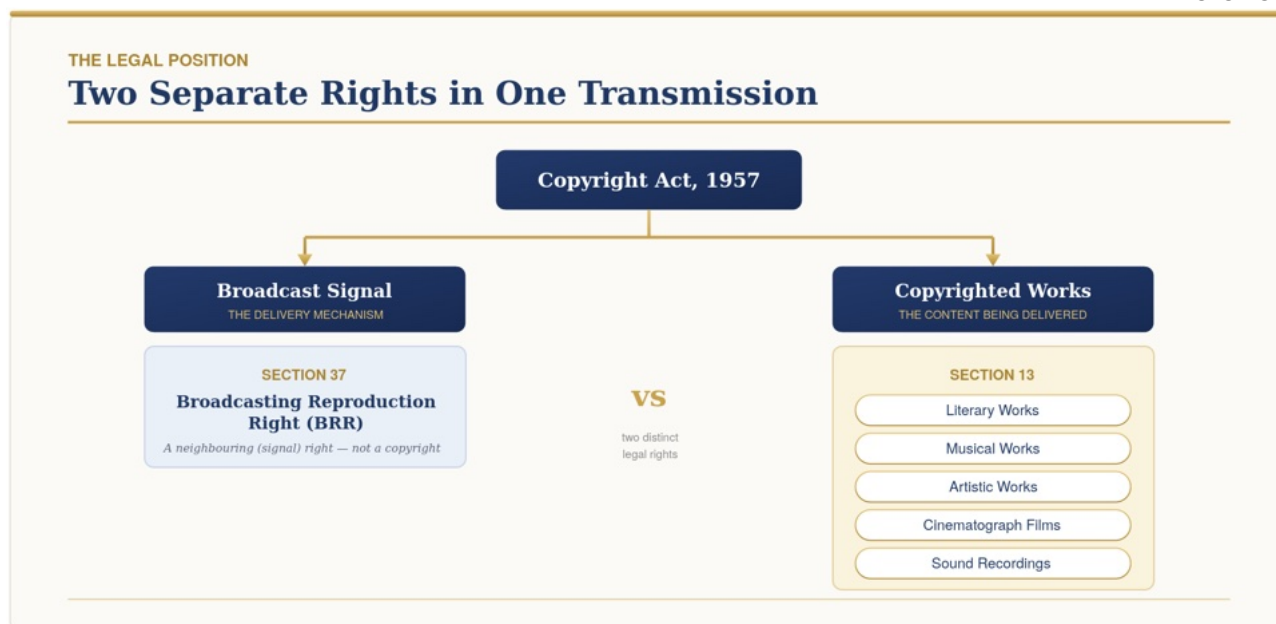 THE LEGAL POSITION
Two Separate Rights in One Transmission
Copyright Act, 1957
Broadcast Signal
THE DELIVERY MECHANISM
SECTION 37
Broadcasting Reproduction
Right (BRR)
A neighbouring (signal) right — not a copyright
vs
two distinct
legal rights
Copyrighted Works
THE CONTENT BEING DELIVERED
SECTION 13
Literary Works
Musical Works
Artistic Works
Cinematograph Films
Sound Recordings